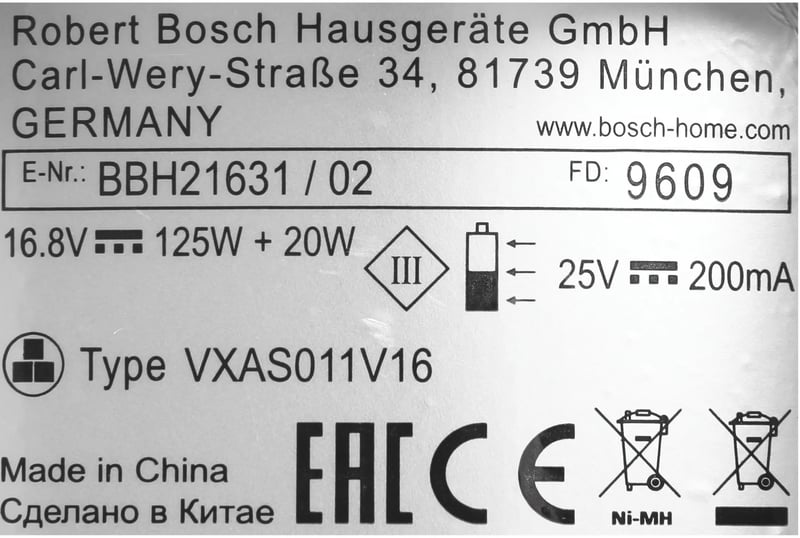 Robert Bosch Hausgeräte GmbH
Carl-Wery-Straße 34, 81739 München,
GERMANY
www.bosch-home.com
E-Nr.: BBH21631 / 02 FD: 9609
16.8V 125W + 20W III 25V 200mA
Type VXAS011V16
Made in China
Сделано в Китае
EAC CE
Ni-MH